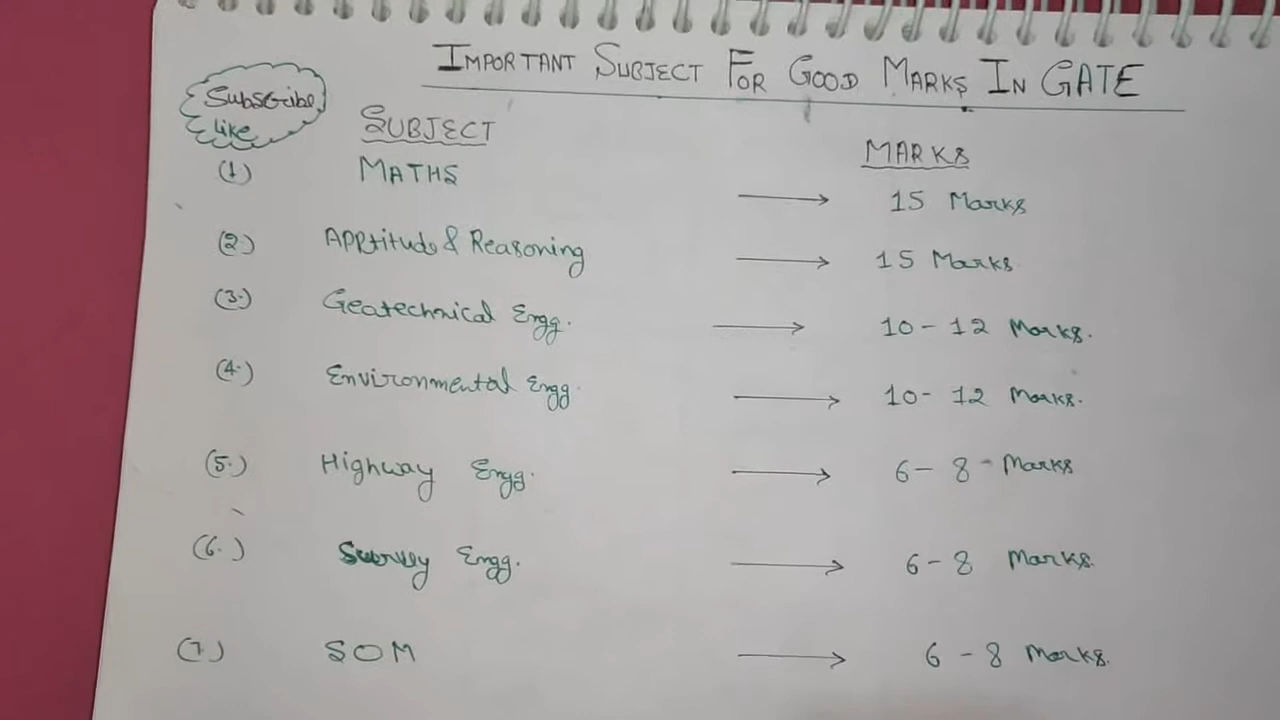 IMPORTANT SUBJECT FOR GOOD MARKS IN GATE
Subscribe
Like
SUBJECT MARKS
(1) MATHS → 15 Marks
(2.) Apptitude & Reasoning → 15 Marks.
(3.) Geotechnical Engg. → 10 - 12 Marks.
(4.) Environmental Engg. → 10 - 12 Marks.
(5.) Highway Engg. → 6 - 8 - Marks
(6.) Survey Engg. → 6 - 8 Marks.
(7.) SOM → 6 - 8 Marks.